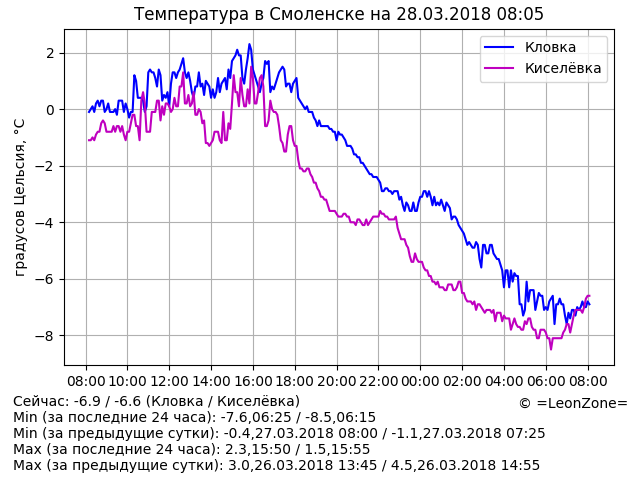 Температура в Смоленске на 28.03.2018 08:05
градусов Цельсия, °C
2
0
−2
−4
−6
−8
Кловка
Киселёвка
08:00 10:00 12:00 14:00 16:00 18:00 20:00 22:00 00:00 02:00 04:00 06:00 08:00
Сейчас: -6.9 / -6.6 (Кловка / Киселёвка)
© =LeonZone=
Min (за последние 24 часа): -7.6,06:25 / -8.5,06:15
Min (за предыдущие сутки): -0.4,27.03.2018 08:00 / -1.1,27.03.2018 07:25
Max (за последние 24 часа): 2.3,15:50 / 1.5,15:55
Max (за предыдущие сутки): 3.0,26.03.2018 13:45 / 4.5,26.03.2018 14:55